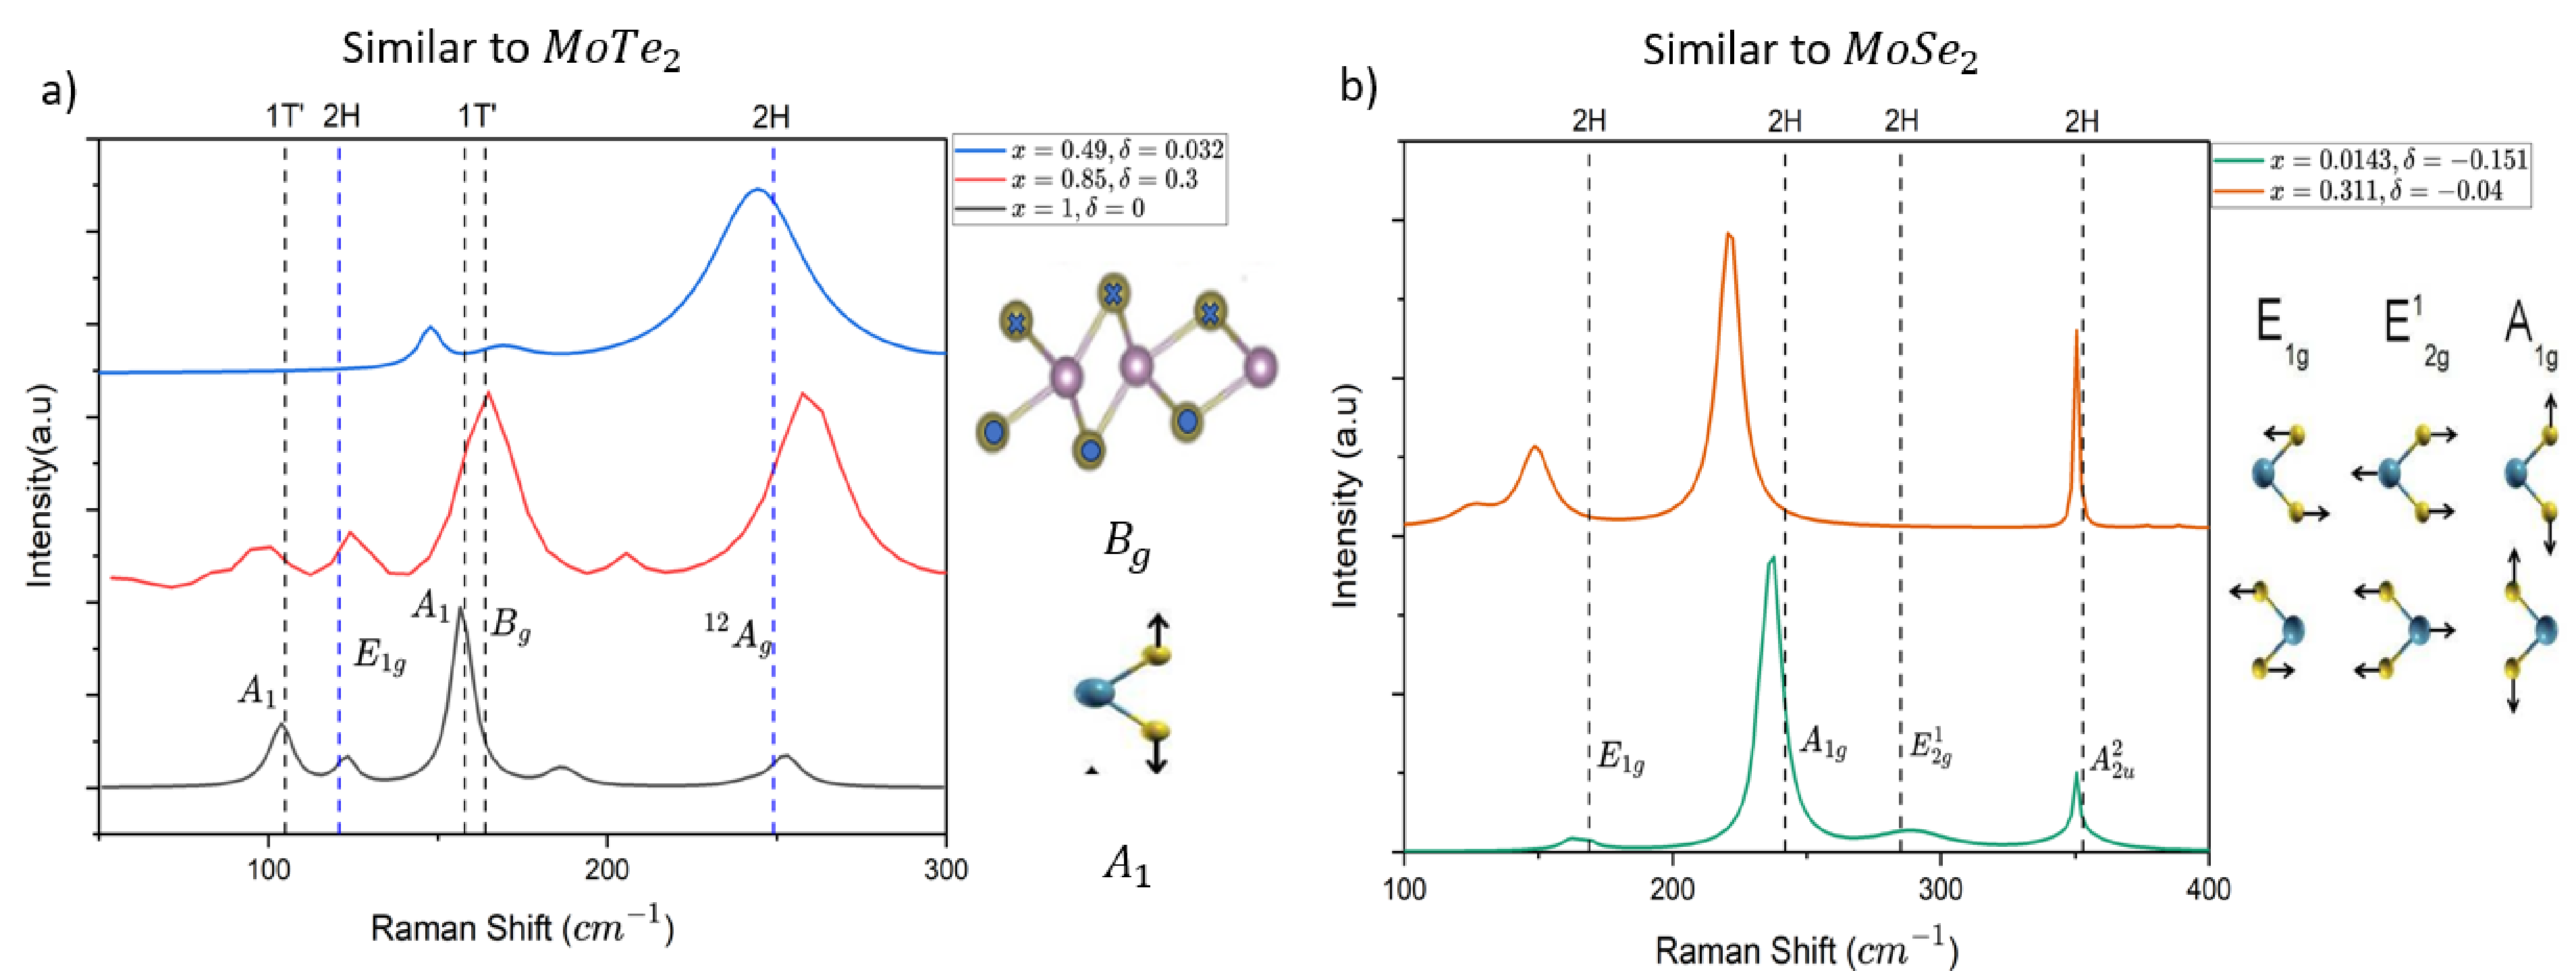 Similar to MoTe₂
a)
1T' 2H 1T' 2H
x = 0.49, δ = 0.032
x = 0.85, δ = 0.3
x = 1, δ = 0
Intensity(a.u)
A₁
E₁g
A₁
Bg
¹²Ag
100 200 300
Raman Shift (cm⁻¹)
Bg
A₁
Similar to MoSe₂
b)
2H 2H 2H 2H
x = 0.0143, δ = −0.151
x = 0.311, δ = −0.04
Intensity (a.u)
E₁g
A₁g
E¹₂g
A²₂u
100 200 300 400
Raman Shift (cm⁻¹)
E₁g E¹₂g A₁g